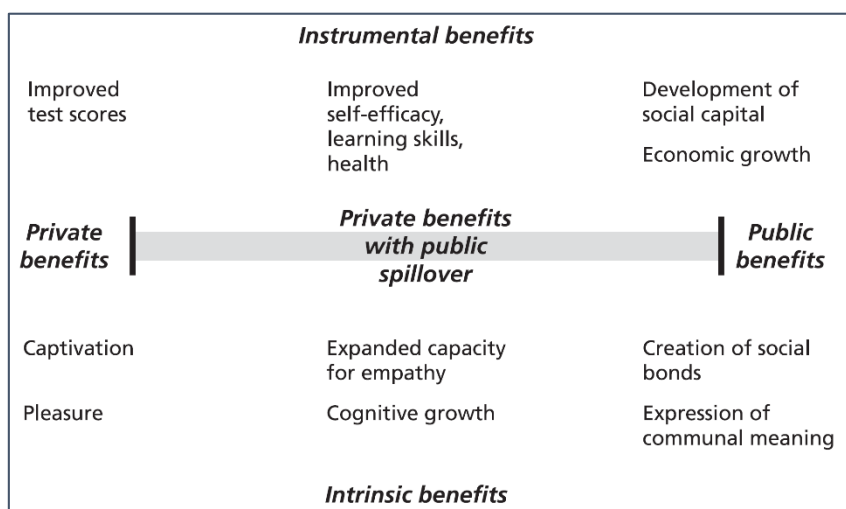 Instrumental benefits
Improved
test scores
Improved
self-efficacy,
learning skills,
health
Development of
social capital
Economic growth
Private
benefits
Private benefits
with public
spillover
Public
benefits
Captivation
Expanded capacity
for empathy
Creation of social
bonds
Pleasure
Cognitive growth
Expression of
communal meaning
Intrinsic benefits